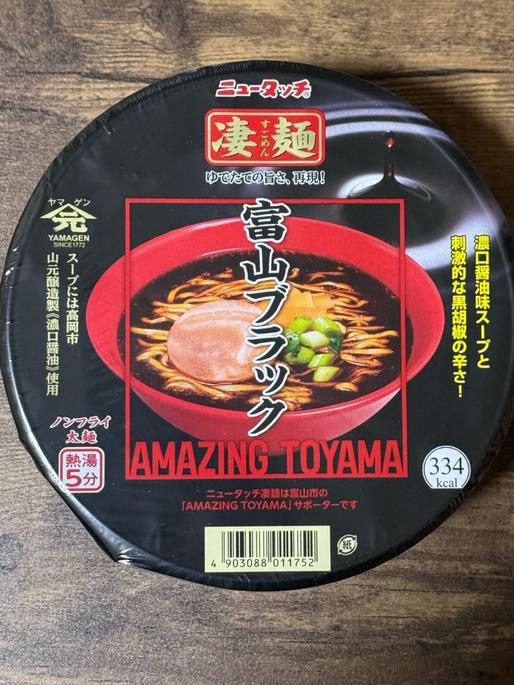 ニュータッチ®
凄麺
すごめん
ゆでたての旨さ、再現!
ヤマ ゲン
元
YAMAGEN
SINCE1772
スープには高岡市
山元醸造製《濃口醤油》使用
富山ブラック
濃口醤油味スープと
刺激的な黒胡椒の辛さ!
ノンフライ
太麺
熱湯
5分
AMAZING TOYAMA
334
kcal
ニュータッチ凄麺は富山市の
「AMAZING TOYAMA」サポーターです
4 903088 011752
紙